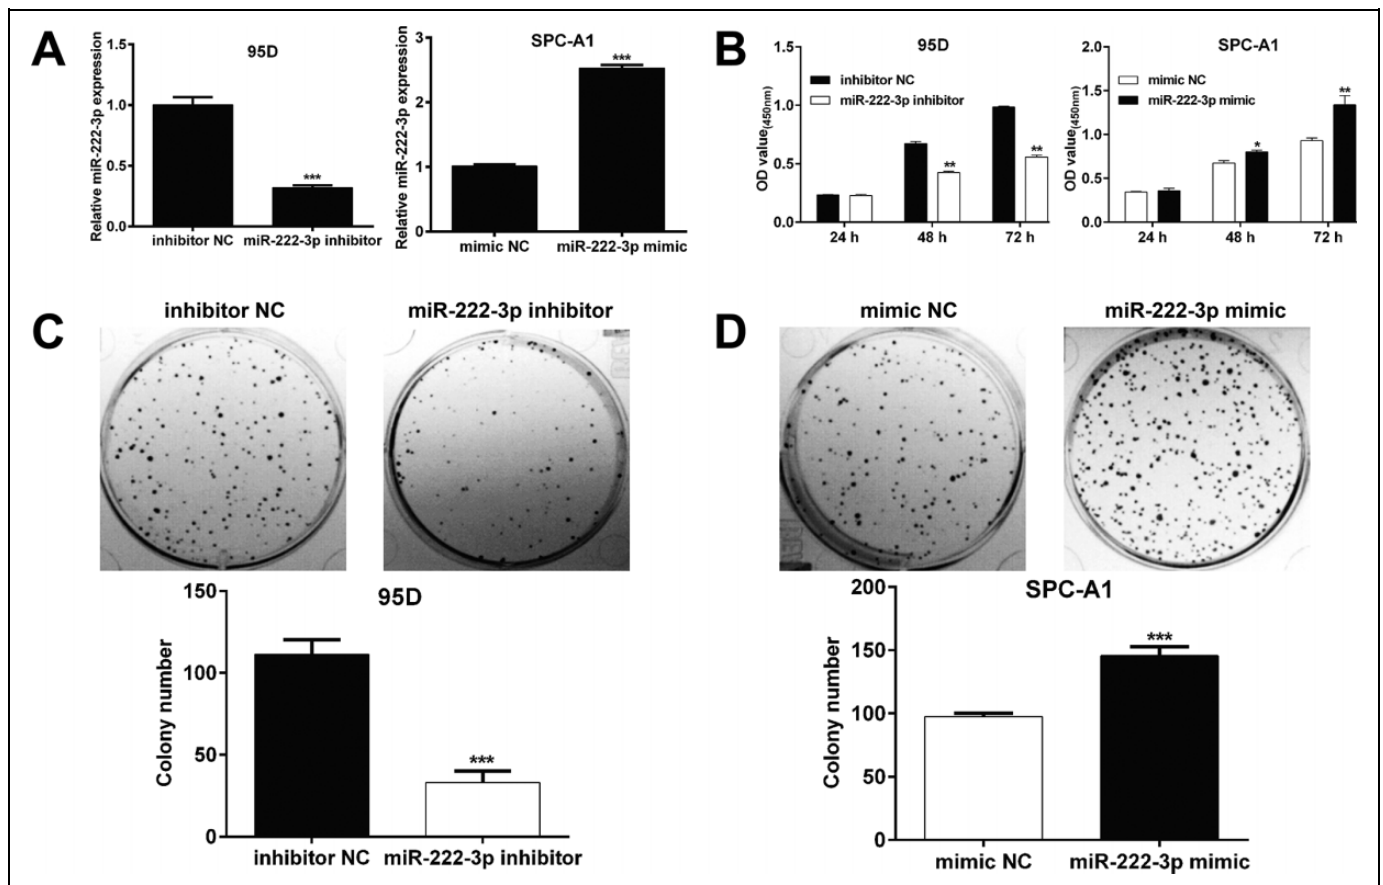 A
95D
Relative miR-222-3p expression
1.5
1.0
0.5
0.0
***
inhibitor NC
miR-222-3p inhibitor
SPC-A1
Relative miR-222-3p expression
3
2
1
0
***
mimic NC
miR-222-3p mimic
B
95D
OD value(450nm)
1.5
1.0
0.5
0.0
inhibitor NC
miR-222-3p inhibitor
**
**
24 h
48 h
72 h
SPC-A1
OD value(450nm)
2.0
1.5
1.0
0.5
0.0
mimic NC
miR-222-3p mimic
*
**
24 h
48 h
72 h
C
inhibitor NC
miR-222-3p inhibitor
95D
Colony number
150
100
50
0
***
inhibitor NC
miR-222-3p inhibitor
D
mimic NC
miR-222-3p mimic
SPC-A1
Colony number
200
150
100
50
0
***
mimic NC
miR-222-3p mimic